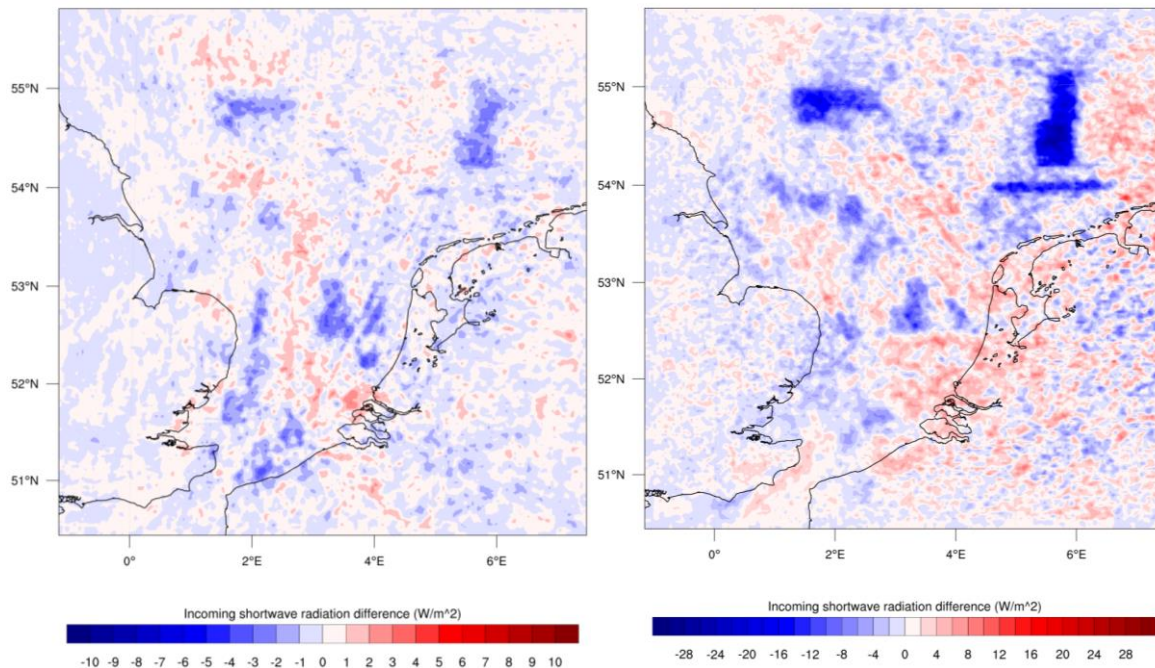 55°N
54°N
53°N
52°N
51°N
0° 2°E 4°E 6°E
Incoming shortwave radiation difference (W/m^2)
-10 -9 -8 -7 -6 -5 -4 -3 -2 -1 0 1 2 3 4 5 6 7 8 9 10
55°N
54°N
53°N
52°N
51°N
0° 2°E 4°E 6°E
Incoming shortwave radiation difference (W/m^2)
-28 -24 -20 -16 -12 -8 -4 0 4 8 12 16 20 24 28